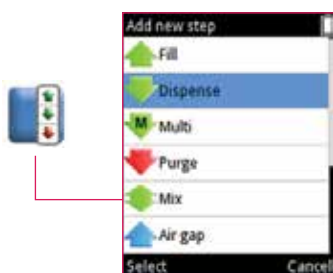 Add new step
Fill
Dispense
M Multi
Purge
Mix
Air gap
Select Cancel